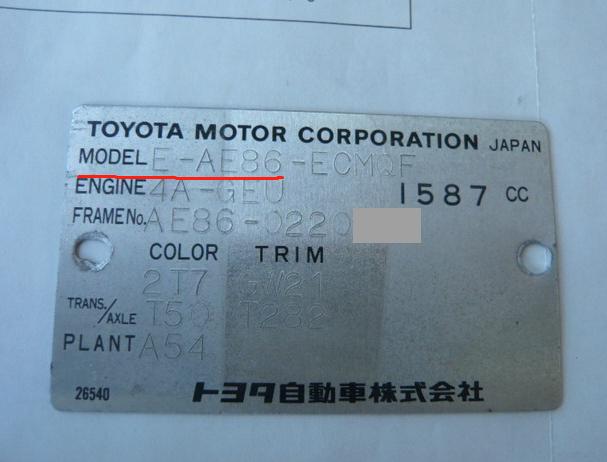 TOYOTA MOTOR CORPORATION JAPAN
MODEL E-AE86-ECMQF
ENGINE 4A-GEU 1587 CC
FRAME No. AE86-0220
COLOR TRIM
2T7 GW21
TRANS./AXLE T50 T282
PLANT A54
26540 トヨタ自動車株式会社